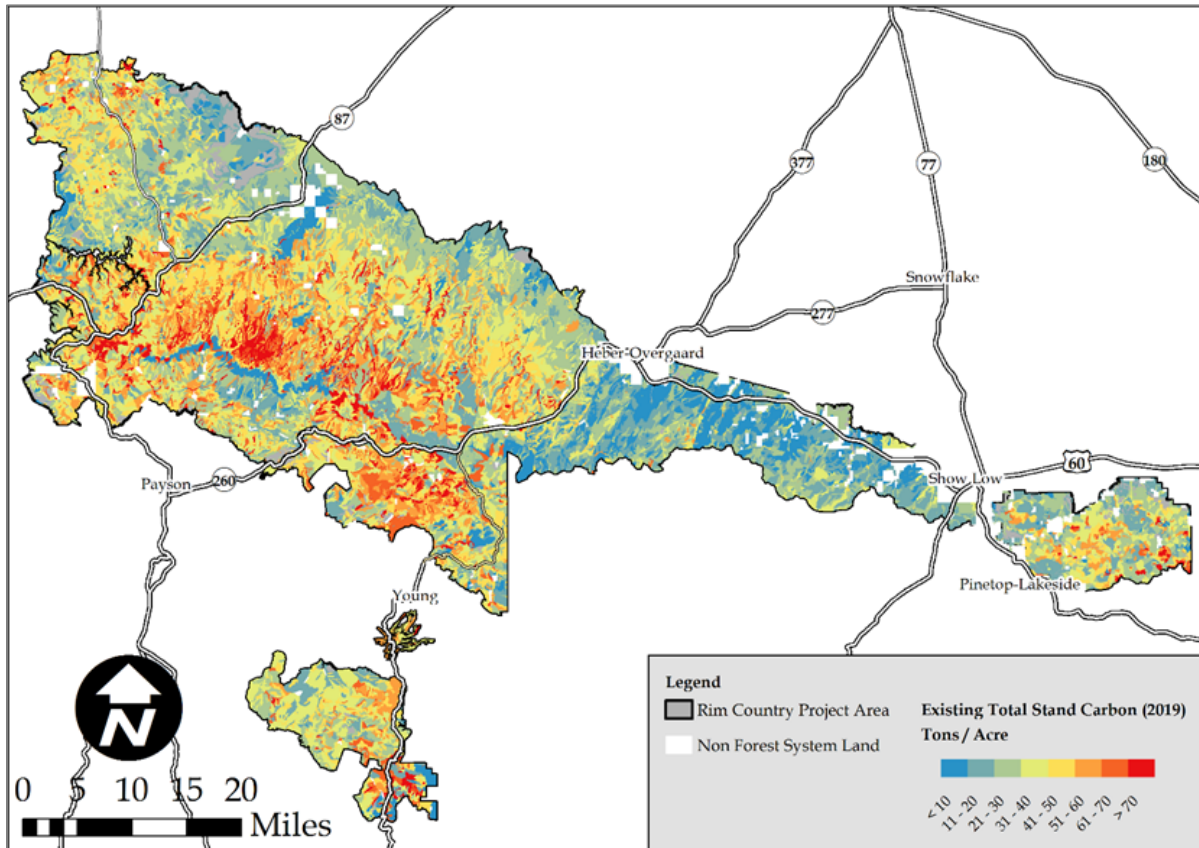 87
377
77
180
Snowflake
277
Heber-Overgaard
60
Show Low
Payson
260
Pinetop-Lakeside
Young
N
0 5 10 15 20
Miles
Legend
Rim Country Project Area
Non Forest System Land
Existing Total Stand Carbon (2019)
Tons / Acre
<10
11 - 20
21 - 30
31 - 40
41 - 50
51 - 60
61 - 70
>70